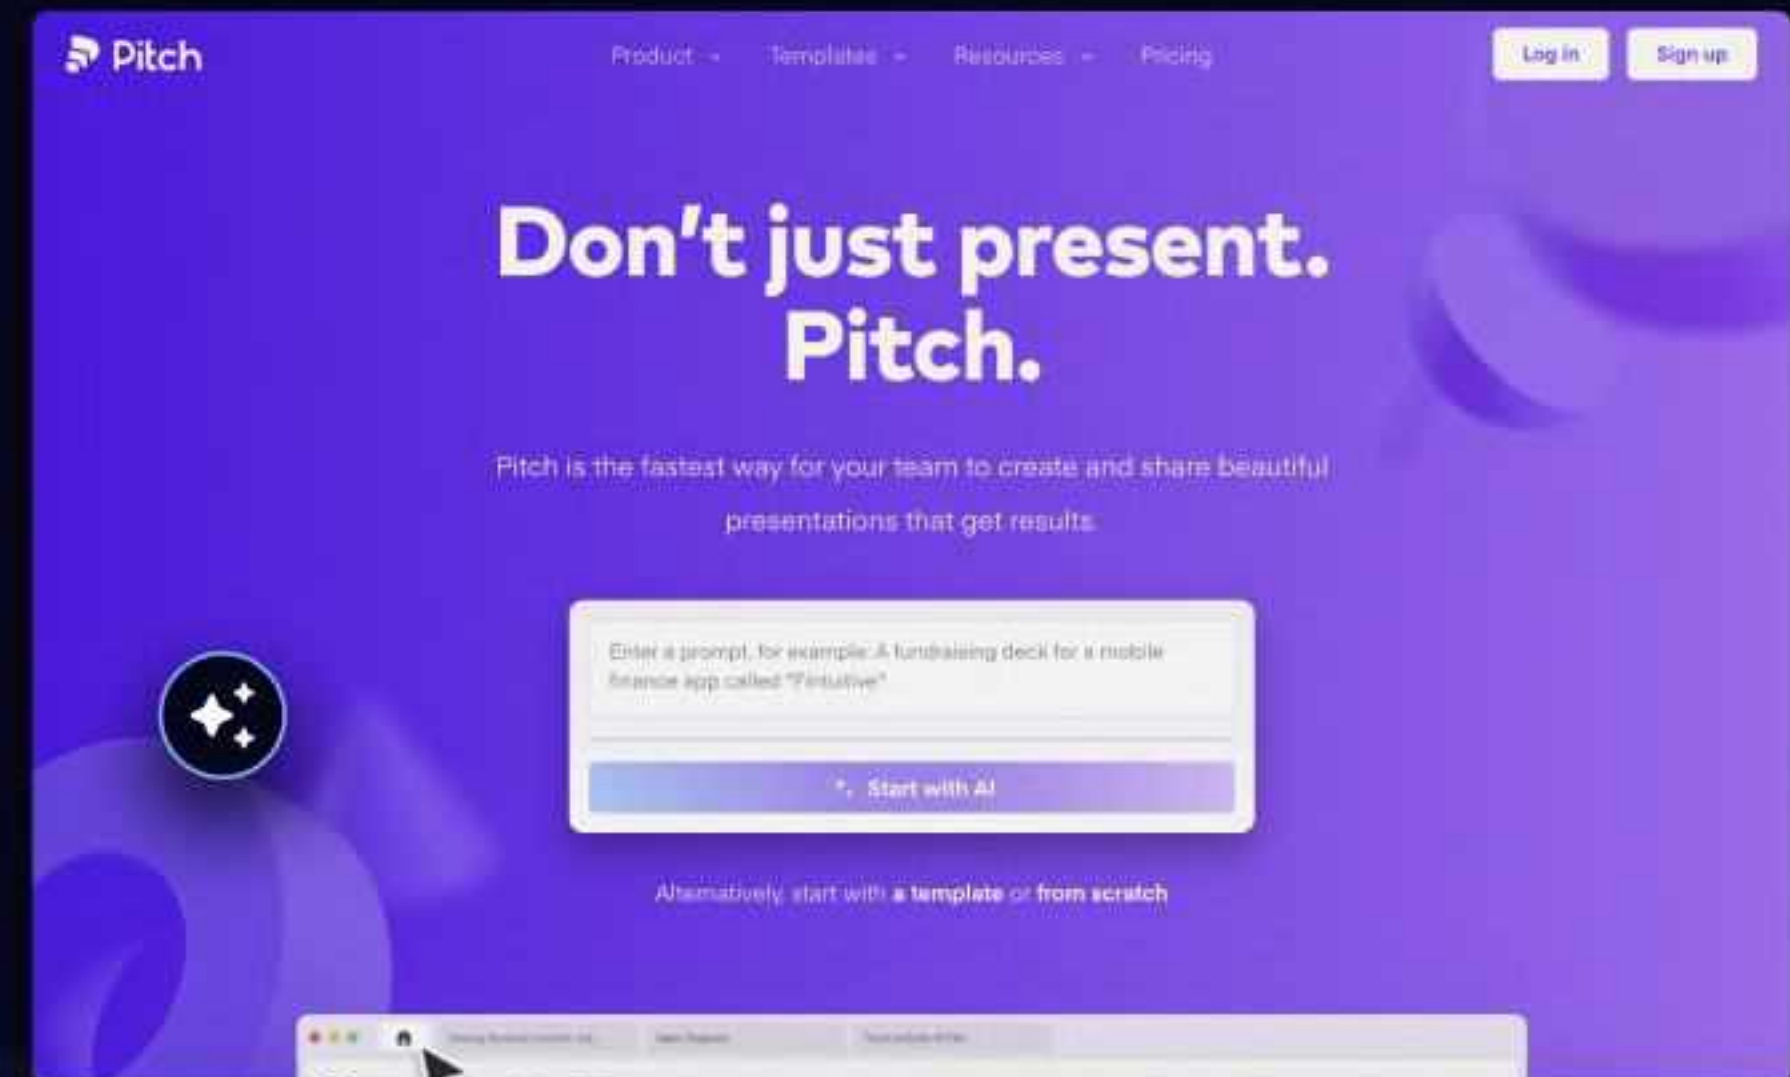 Pitch
Product
Templates
Resources
Pricing
Log in
Sign up
Don't just present.
Pitch.
Pitch is the fastest way for your team to create and share beautiful
presentations that get results.
Enter a prompt, for example: A fundraising deck for a mobile
finance app called "Fintuitive"
Start with AI
Alternatively, start with a template or from scratch